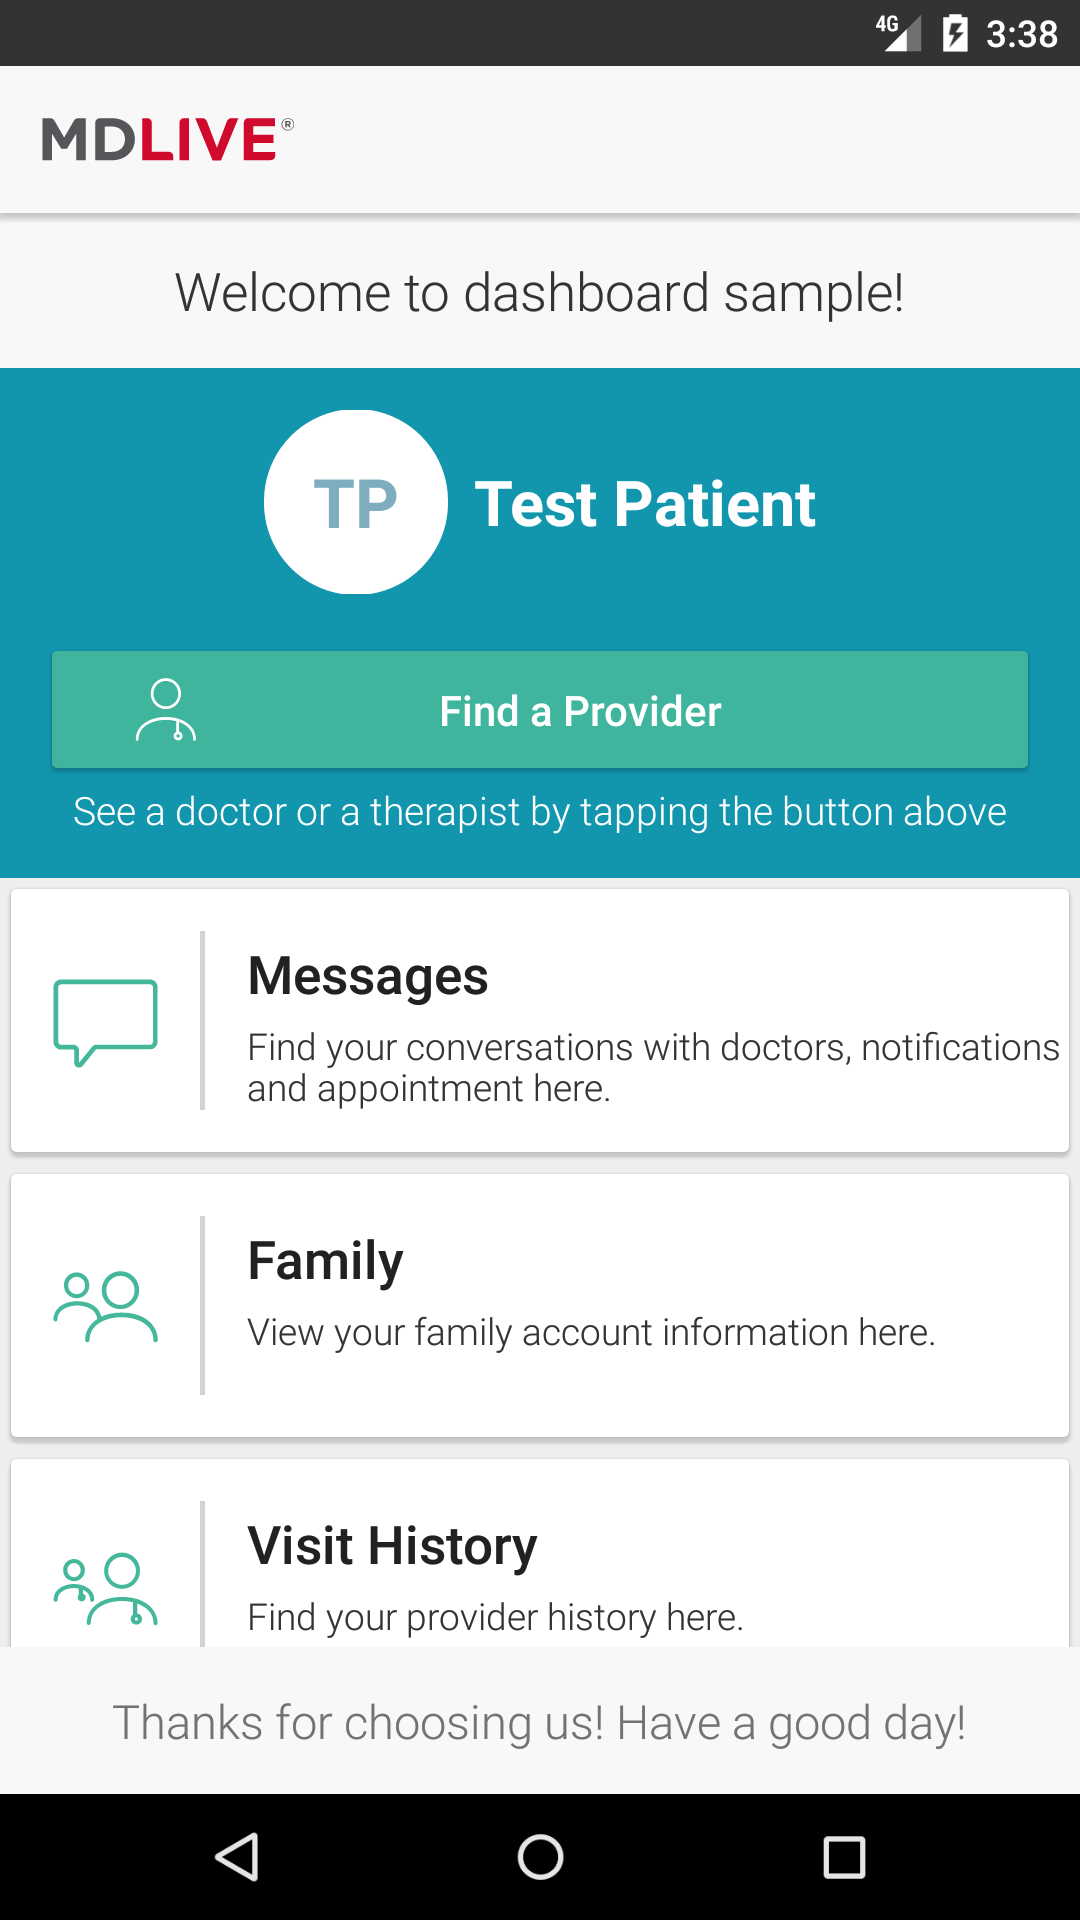 4G 3:38
MDLIVE®
Welcome to dashboard sample!
TP Test Patient
Find a Provider
See a doctor or a therapist by tapping the button above
Messages
Find your conversations with doctors, notifications
and appointment here.
Family
View your family account information here.
Visit History
Find your provider history here.
Thanks for choosing us! Have a good day!